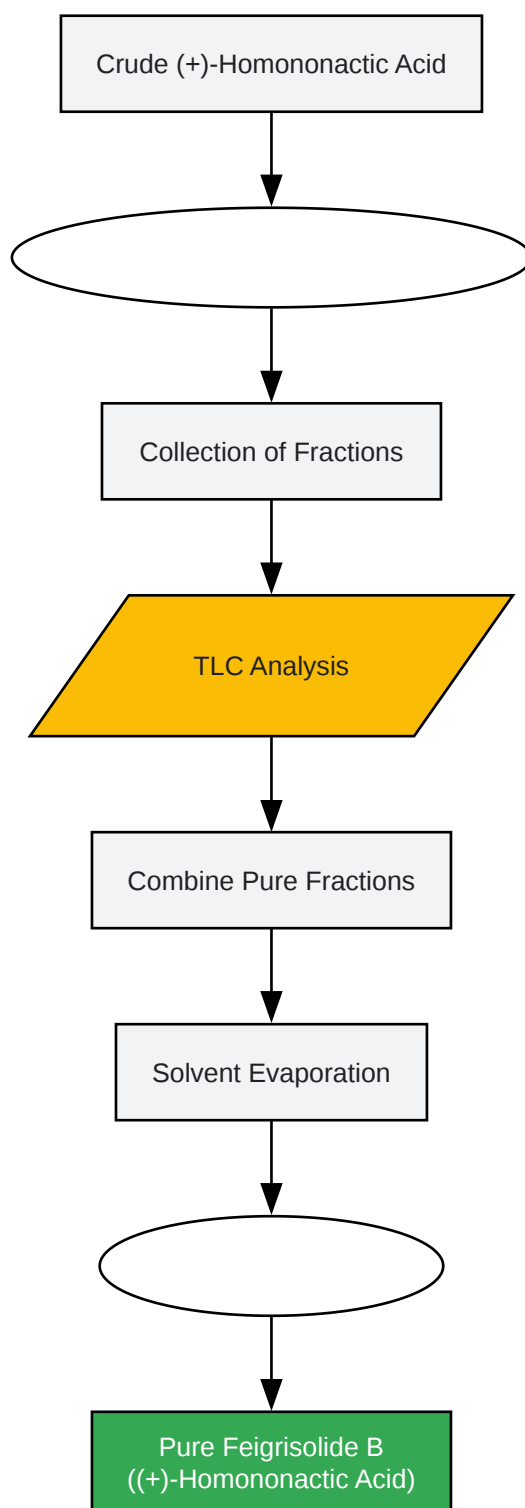 Crude (+)-Homononactic Acid
Collection of Fractions
TLC Analysis
Combine Pure Fractions
Solvent Evaporation
Pure Feigrisolide B
((+)-Homononactic Acid)